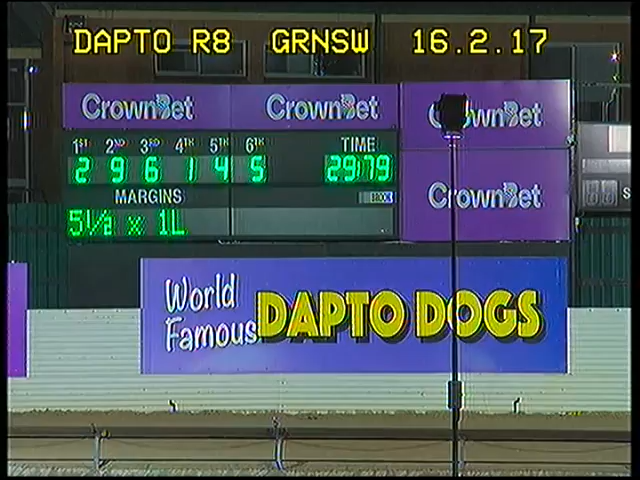 DAPTO R8 GRNSW 16.2.17
CrownBet CrownBet CrownBet
1ST 2ND 3RD 4TH 5TH 6TH TIME
2 9 6 1 4 5 29.79
MARGINS
5½ x 1L
CrownBet
World Famous DAPTO DOGS